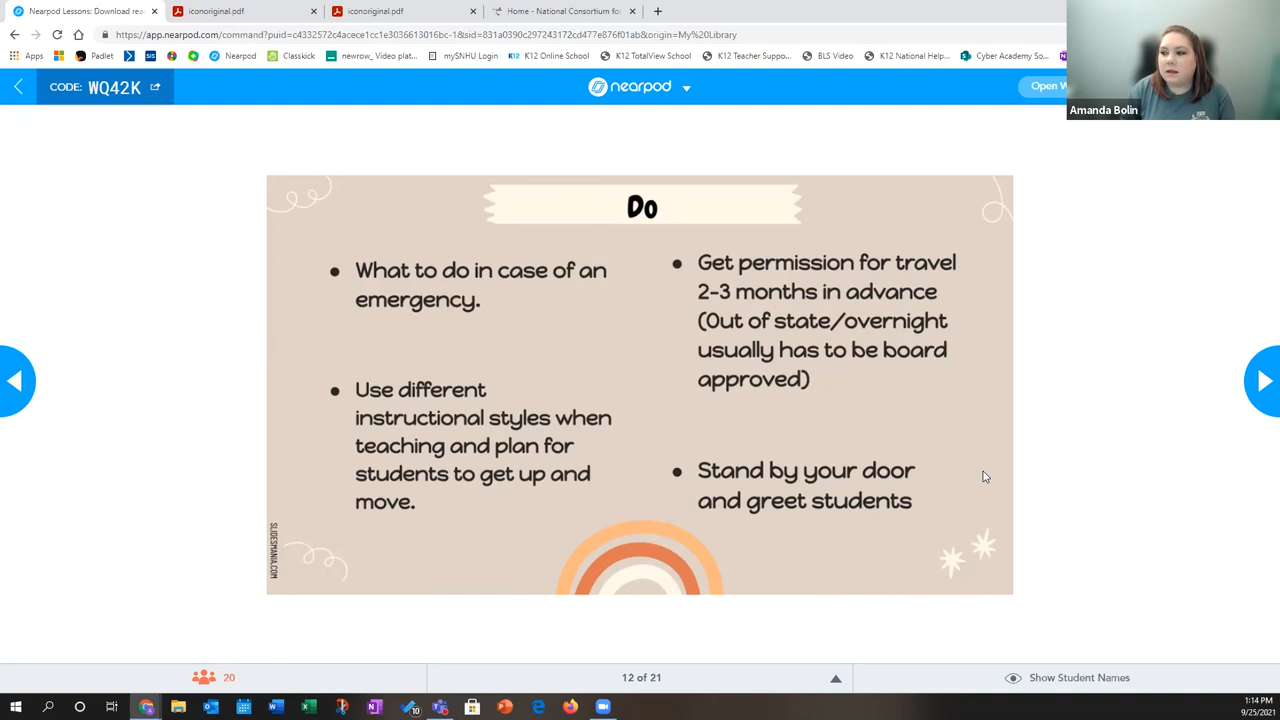 Nearpod Lessons: Download rea
iconoriginal.pdf
iconoriginal.pdf
Home - National Consortium for
https://app.nearpod.com/command?puid=c4332572c4acece1cc1e3036613016bc-1&sid=831a0390c297243172cd477e876f01ab&origin=My%20Library
Apps
Padlet
SIS
Nearpod
Classkick
newrow_ Video plat...
mySNHU Login
K12 Online School
K12 TotalView School
K12 Teacher Suppo...
BLS Video
K12 National Help...
Cyber Academy So...
CODE: WQ42K
nearpod
Open W
Amanda Bolin
Do
What to do in case of an
emergency.
Use different
instructional styles when
teaching and plan for
students to get up and
move.
Get permission for travel
2-3 months in advance
(Out of state/overnight
usually has to be board
approved)
Stand by your door
and greet students
SLIDESMANIA.COM
20
12 of 21
Show Student Names
1:14 PM
9/25/2021